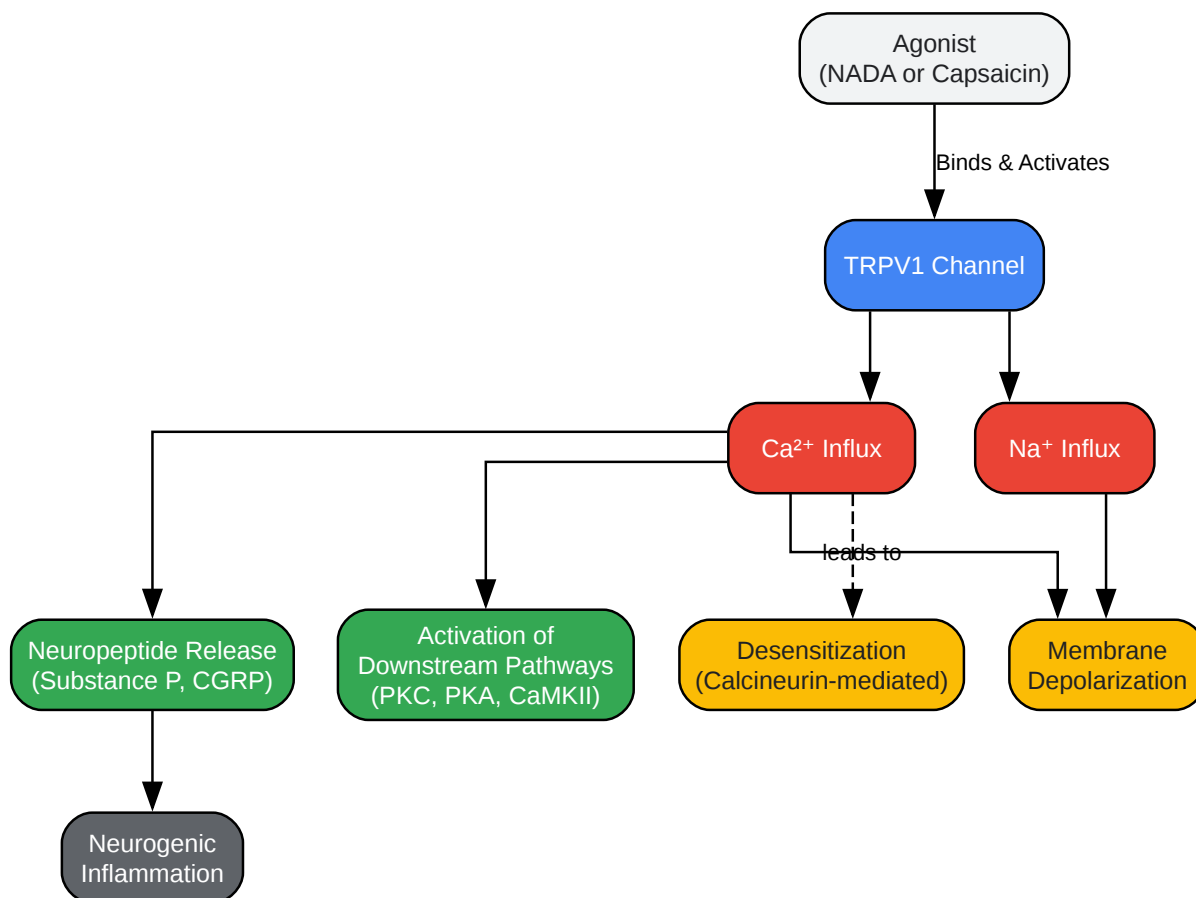 Agonist
(NADA or Capsaicin)
Binds & Activates
TRPV1 Channel
Ca²⁺ Influx
Na⁺ Influx
leads to
Neuropeptide Release
(Substance P, CGRP)
Activation of
Downstream Pathways
(PKC, PKA, CaMKII)
Desensitization
(Calcineurin-mediated)
Membrane
Depolarization
Neurogenic
Inflammation